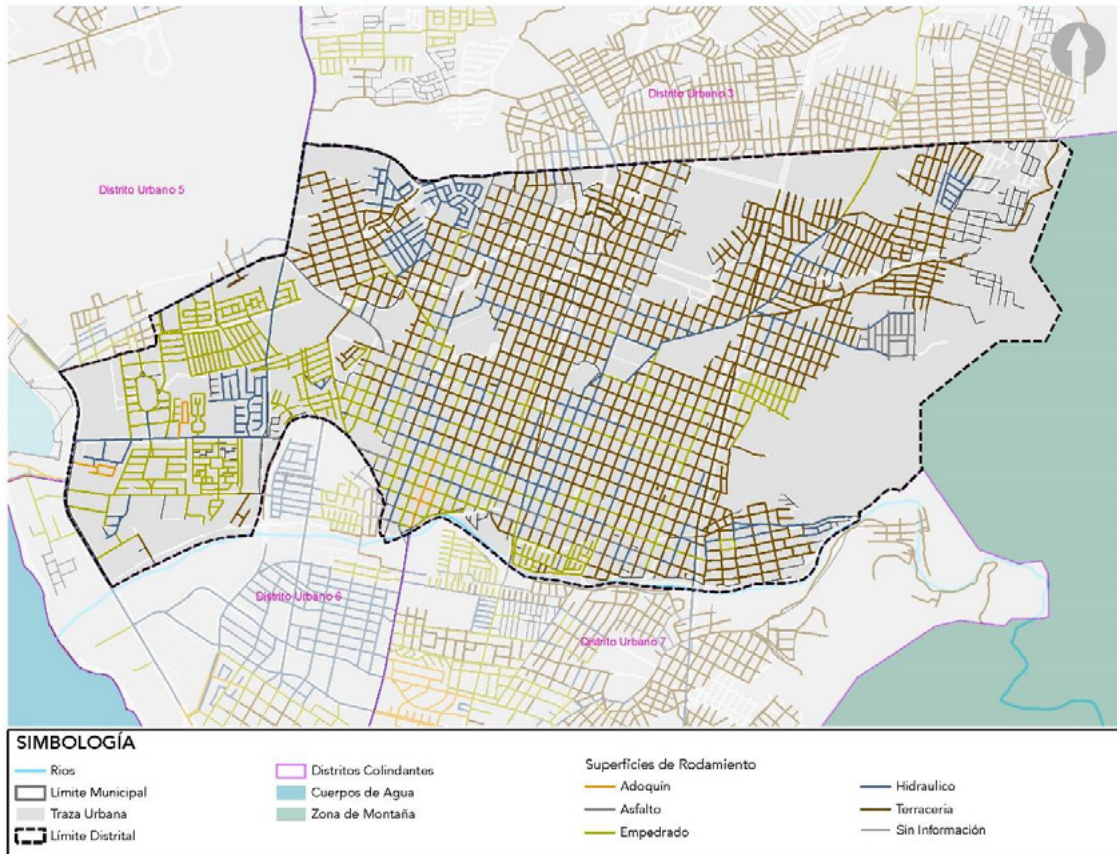 Distrito Urbano 3
Distrito Urbano 5
Distrito Urbano 6
Distrito Urbano 7
SIMBOLOGÍA
Rios
Límite Municipal
Traza Urbana
Límite Distrital
Distritos Colindantes
Cuerpos de Agua
Zona de Montaña
Superficies de Rodamiento
Adoquín
Asfalto
Empedrado
Hidraulico
Terraceria
Sin Información